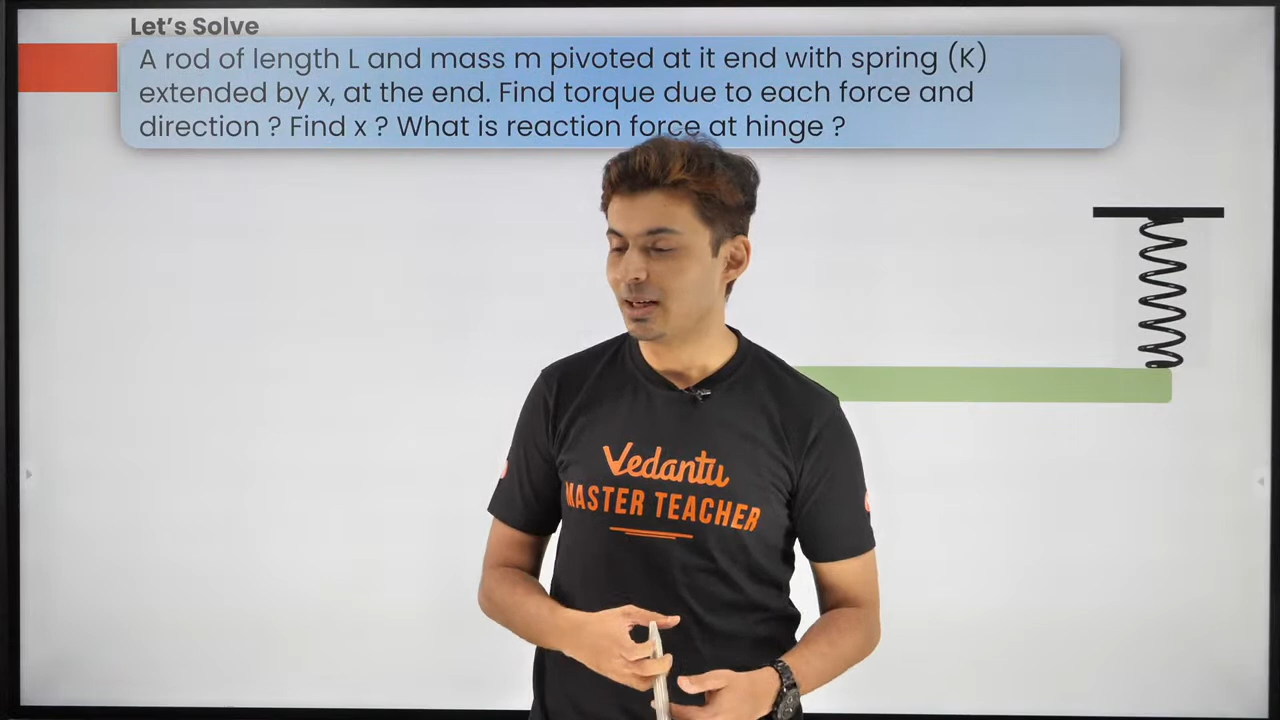 Let's Solve
A rod of length L and mass m pivoted at it end with spring (K)
extended by x, at the end. Find torque due to each force and
direction ? Find x ? What is reaction force at hinge ?
Vedantu
MASTER TEACHER